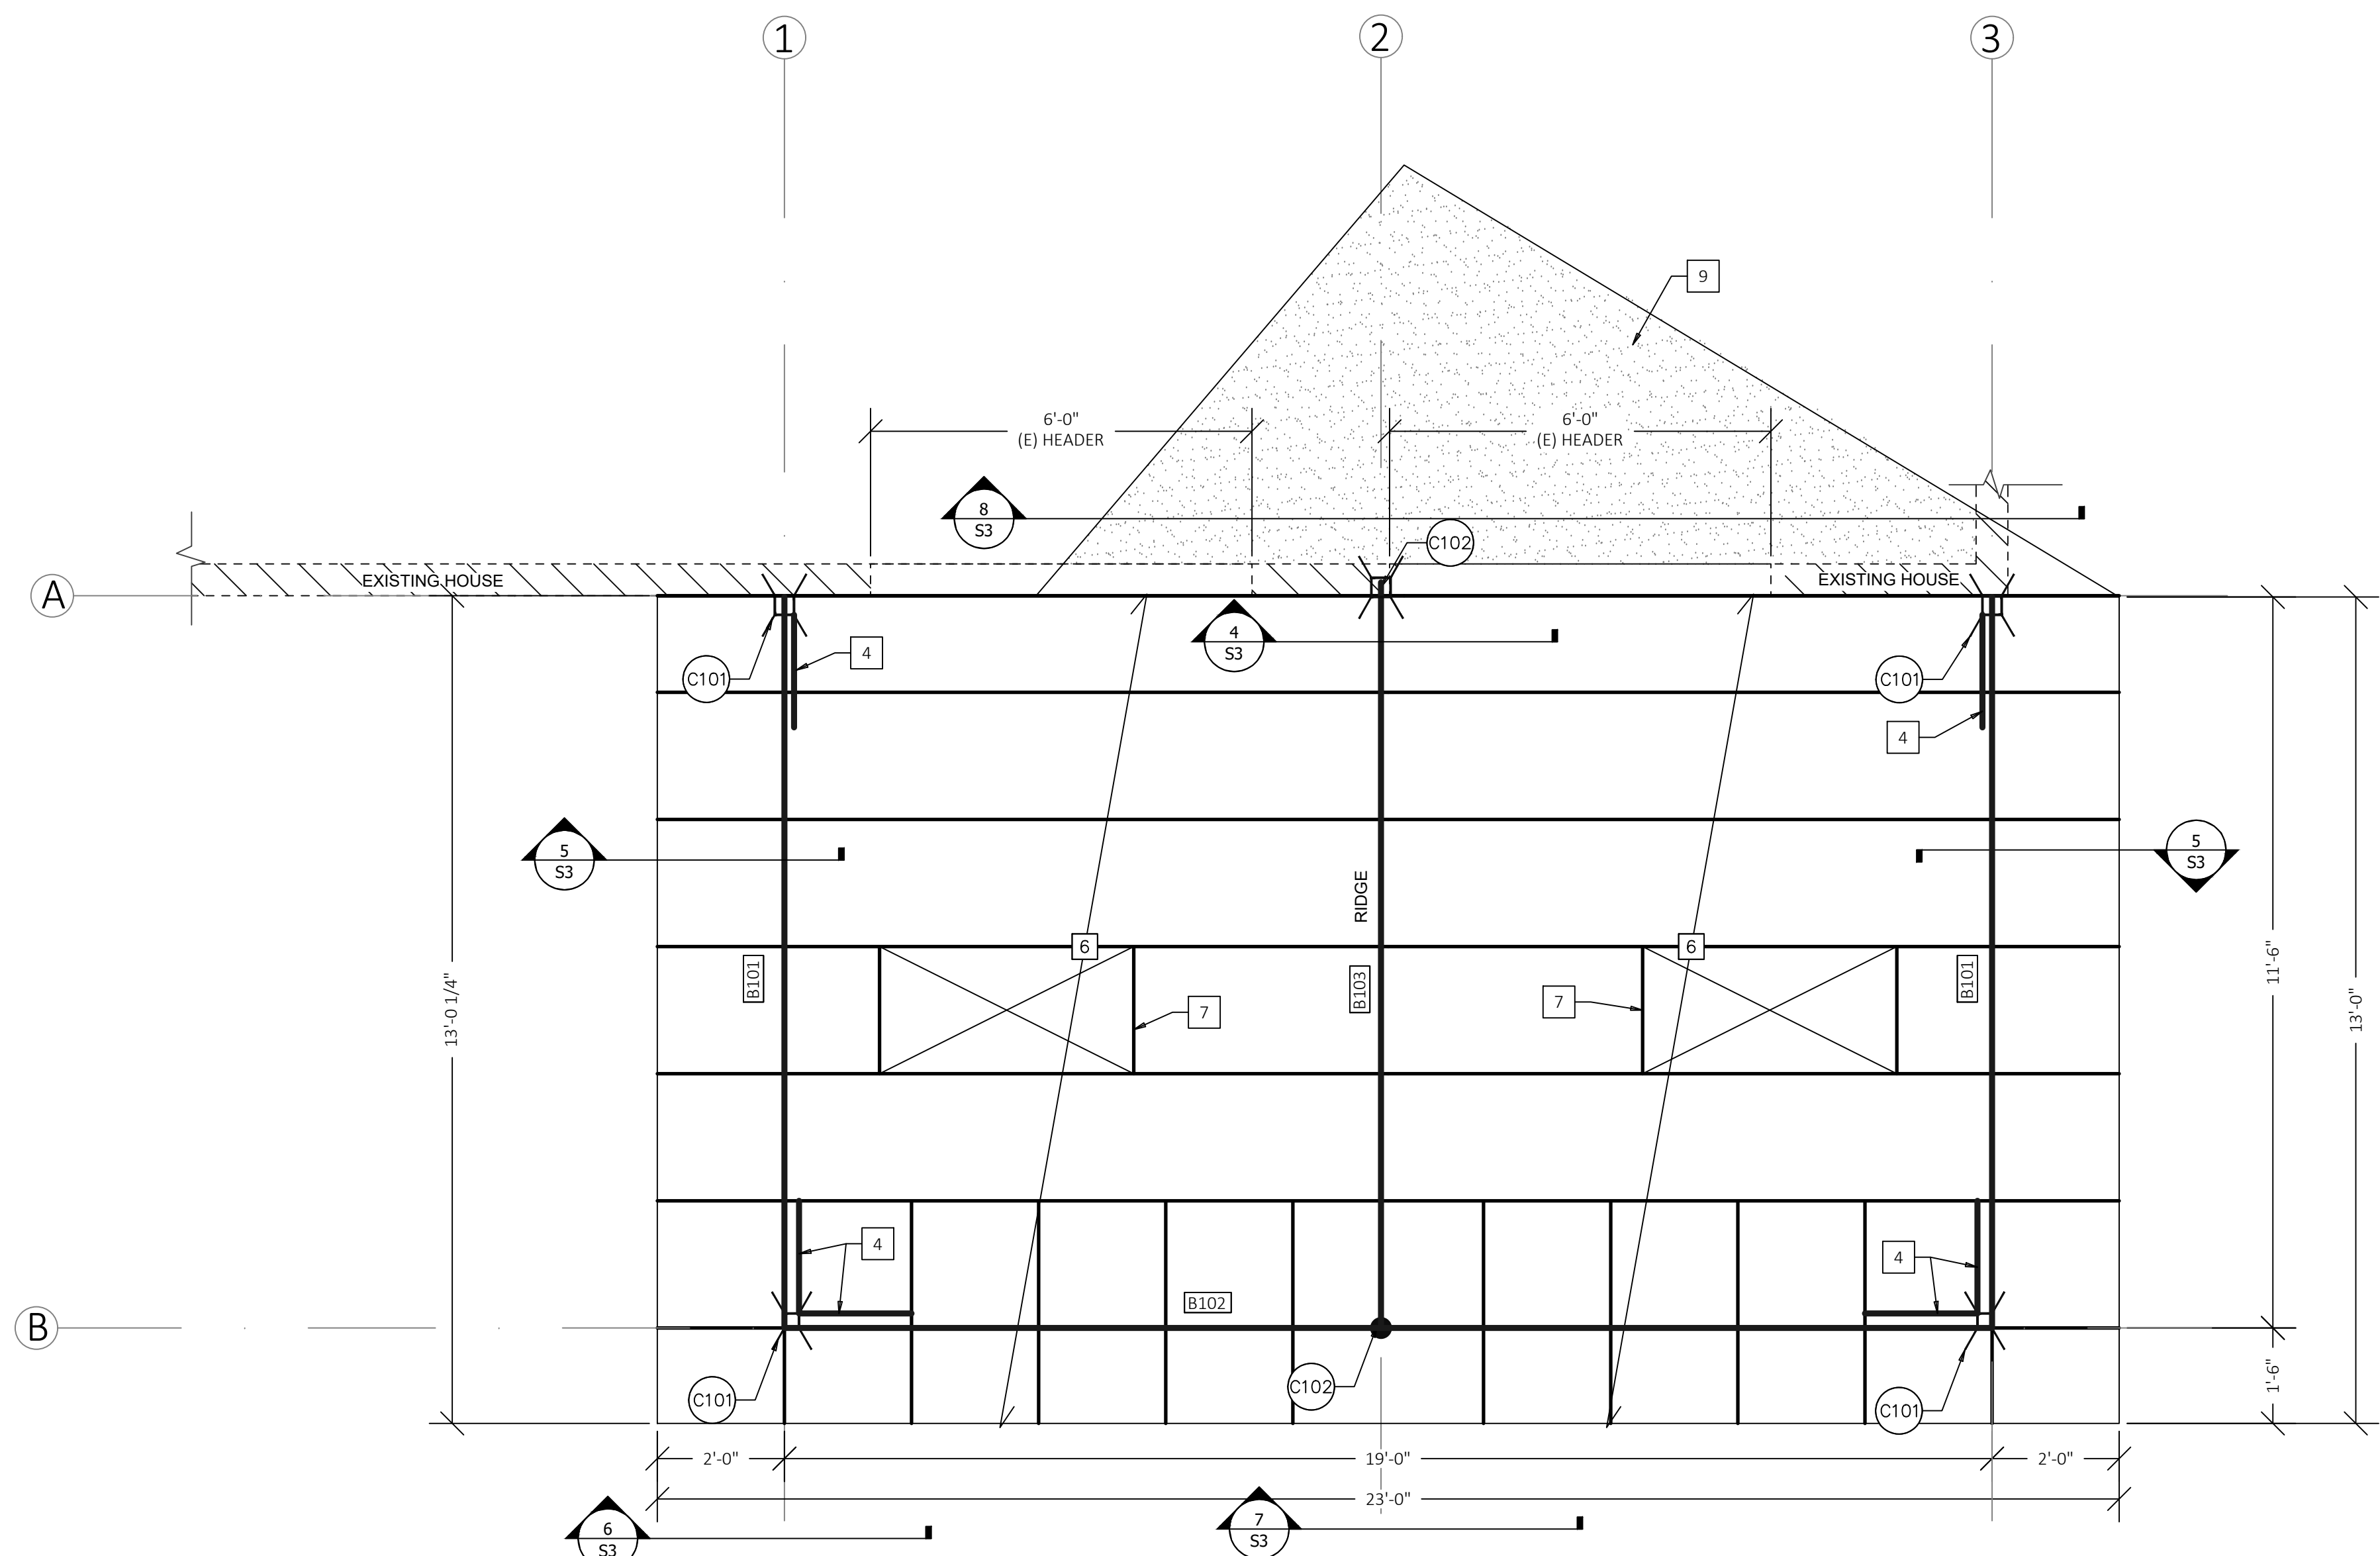 1
2
3
9
6'-0"
(E) HEADER
6'-0"
(E) HEADER
8
S3
C102
EXISTING HOUSE
EXISTING HOUSE
A
4
S3
4
C101
C101
4
5
S3
5
S3
RIDGE
6
6
B101
B103
B101
7
7
13'-0 1/4"
11'-6"
13'-0"
4
4
B102
B
C101
C102
C101
1'-6"
2'-0"
19'-0"
2'-0"
23'-0"
6
S3
7
S3